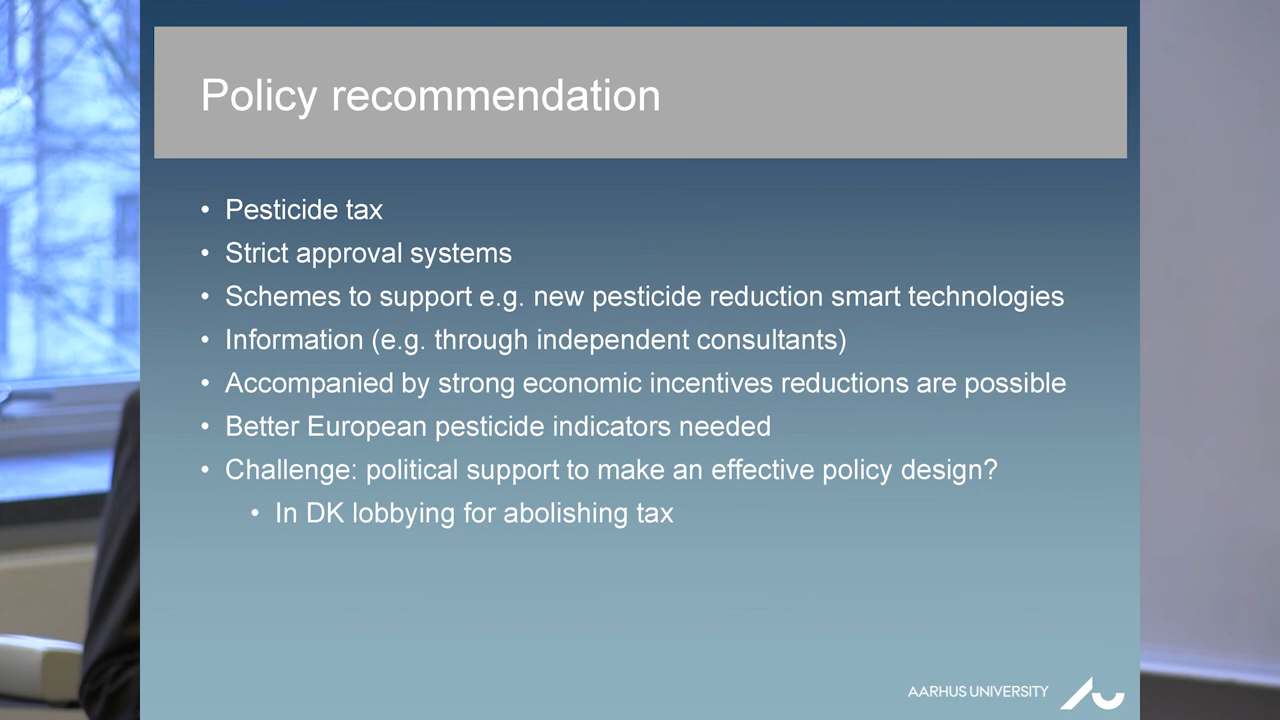 Policy recommendation
• Pesticide tax
• Strict approval systems
• Schemes to support e.g. new pesticide reduction smart technologies
• Information (e.g. through independent consultants)
• Accompanied by strong economic incentives reductions are possible
• Better European pesticide indicators needed
• Challenge: political support to make an effective policy design?
• In DK lobbying for abolishing tax
AARHUS UNIVERSITY